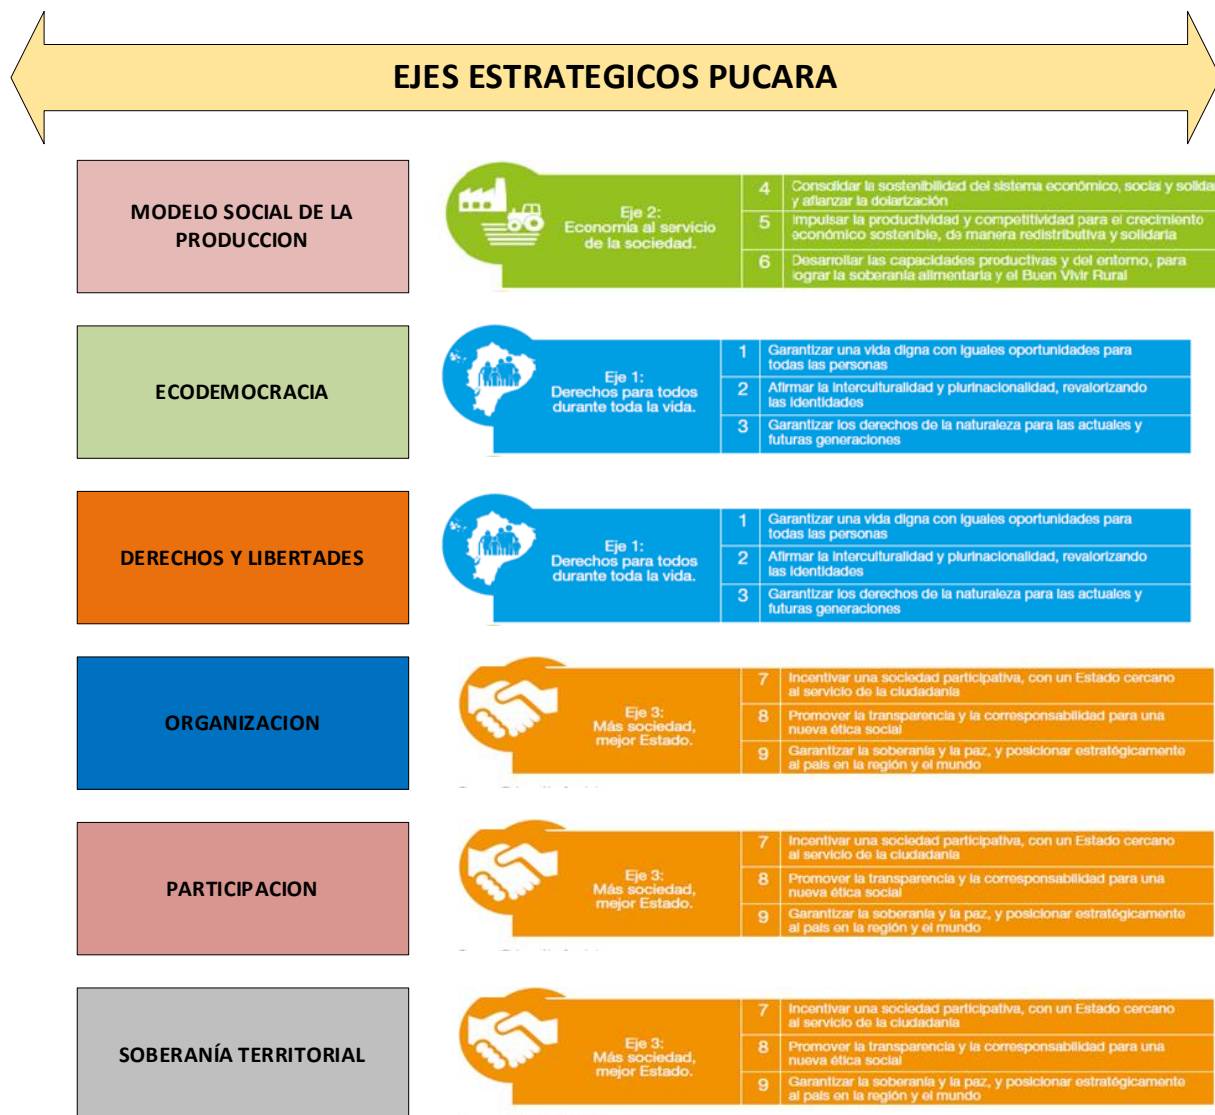 EJES ESTRATEGICOS PUCARA
MODELO SOCIAL DE LA
PRODUCCION
Eje 2:
Economía al servicio
de la sociedad.
4 Consolidar la sostenibilidad del sistema económico, social y solida
y afianzar la dolarización
5 Impulsar la productividad y competitividad para el crecimiento
económico sostenible, de manera redistributiva y solidaria
6 Desarrollar las capacidades productivas y del entorno, para
lograr la soberanía alimentaria y el Buen Vivir Rural
ECODEMOCRACIA
Eje 1:
Derechos para todos
durante toda la vida.
1 Garantizar una vida digna con iguales oportunidades para
todas las personas
2 Afirmar la interculturalidad y plurinacionalidad, revalorizando
las identidades
3 Garantizar los derechos de la naturaleza para las actuales y
futuras generaciones
DERECHOS Y LIBERTADES
Eje 1:
Derechos para todos
durante toda la vida.
1 Garantizar una vida digna con iguales oportunidades para
todas las personas
2 Afirmar la interculturalidad y plurinacionalidad, revalorizando
las identidades
3 Garantizar los derechos de la naturaleza para las actuales y
futuras generaciones
ORGANIZACION
Eje 3:
Más sociedad,
mejor Estado.
7 Incentivar una sociedad participativa, con un Estado cercano
al servicio de la ciudadanía
8 Promover la transparencia y la corresponsabilidad para una
nueva ética social
9 Garantizar la soberanía y la paz, y posicionar estratégicamente
al país en la región y el mundo
PARTICIPACION
Eje 3:
Más sociedad,
mejor Estado.
7 Incentivar una sociedad participativa, con un Estado cercano
al servicio de la ciudadanía
8 Promover la transparencia y la corresponsabilidad para una
nueva ética social
9 Garantizar la soberanía y la paz, y posicionar estratégicamente
al país en la región y el mundo
SOBERANÍA TERRITORIAL
Eje 3:
Más sociedad,
mejor Estado.
7 Incentivar una sociedad participativa, con un Estado cercano
al servicio de la ciudadanía
8 Promover la transparencia y la corresponsabilidad para una
nueva ética social
9 Garantizar la soberanía y la paz, y posicionar estratégicamente
al país en la región y el mundo